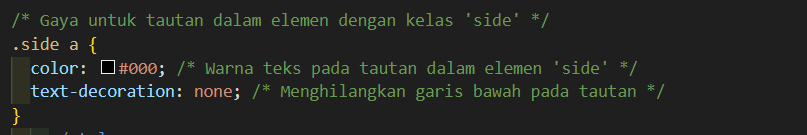 /* Gaya untuk tautan dalam elemen dengan kelas 'side' */
.side a {
color: #000; /* Warna teks pada tautan dalam elemen 'side' */
text-decoration: none; /* Menghilangkan garis bawah pada tautan */
}